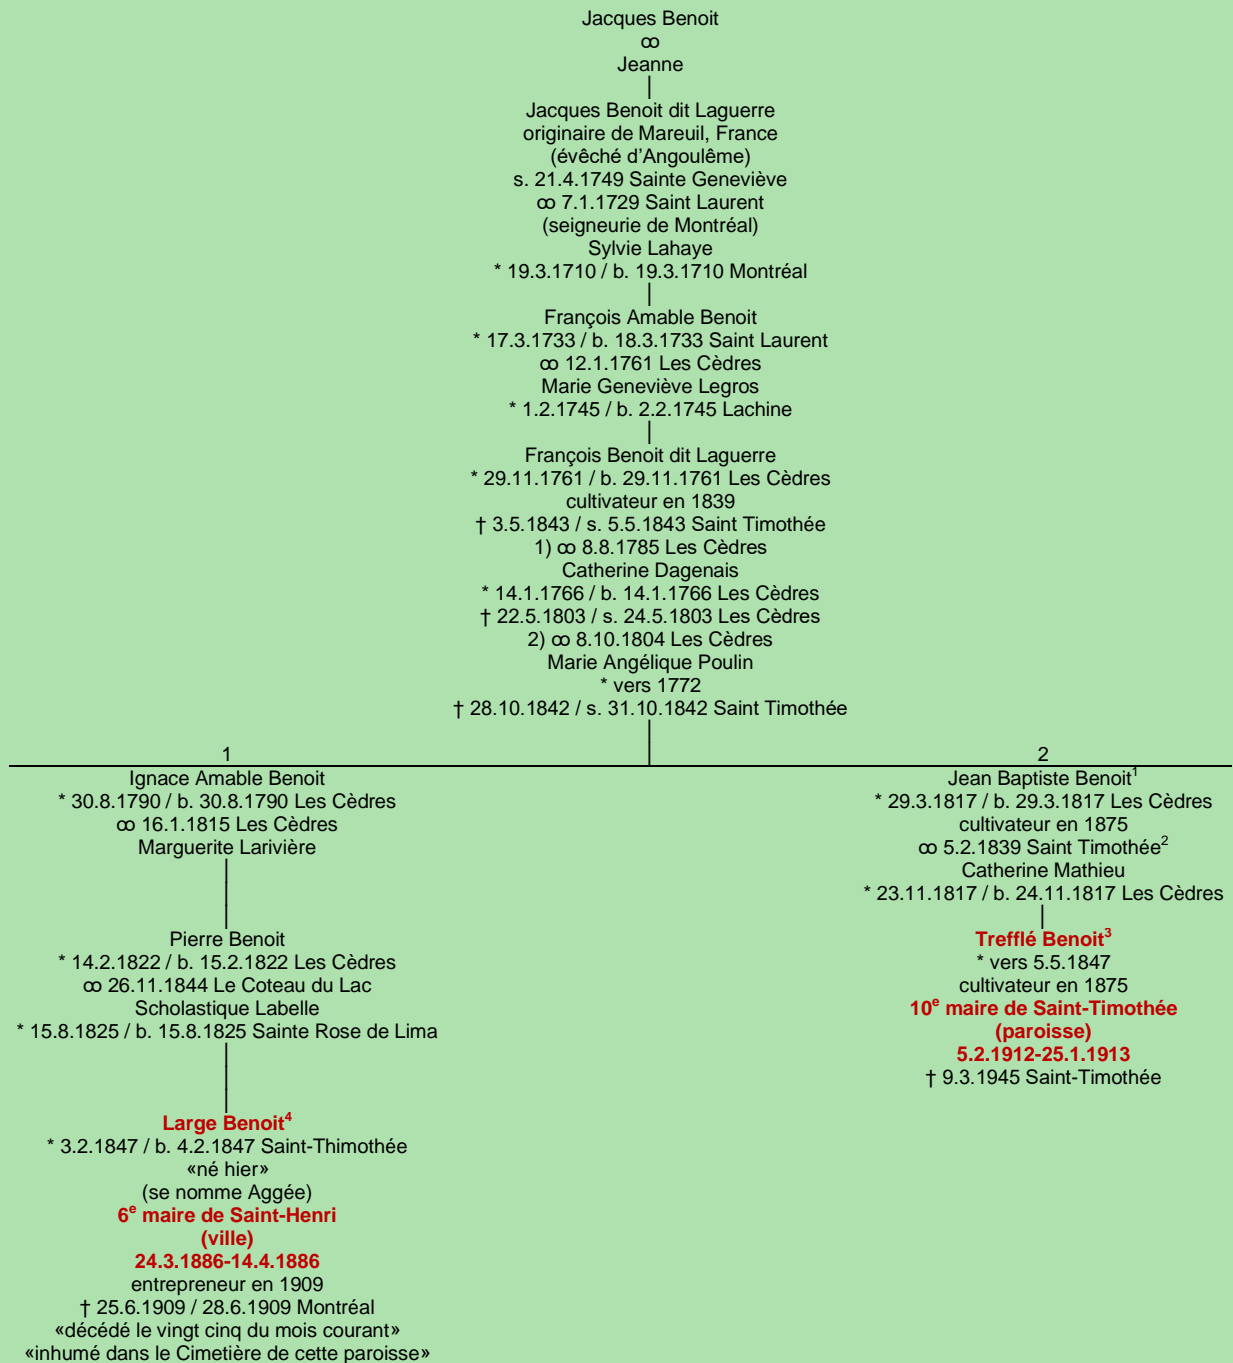 Jacques Benoit
∞
Jeanne
Jacques Benoit dit Laguerre
originaire de Mareuil, France
(évêché d'Angoulême)
s. 21.4.1749 Sainte Geneviève
∞ 7.1.1729 Saint Laurent
(seigneurie de Montréal)
Sylvie Lahaye
* 19.3.1710 / b. 19.3.1710 Montréal
François Amable Benoit
* 17.3.1733 / b. 18.3.1733 Saint Laurent
∞ 12.1.1761 Les Cèdres
Marie Geneviève Legros
* 1.2.1745 / b. 2.2.1745 Lachine
François Benoit dit Laguerre
* 29.11.1761 / b. 29.11.1761 Les Cèdres
cultivateur en 1839
† 3.5.1843 / s. 5.5.1843 Saint Timothée
1) ∞ 8.8.1785 Les Cèdres
Catherine Dagenais
* 14.1.1766 / b. 14.1.1766 Les Cèdres
† 22.5.1803 / s. 24.5.1803 Les Cèdres
2) ∞ 8.10.1804 Les Cèdres
Marie Angélique Poulin
* vers 1772
† 28.10.1842 / s. 31.10.1842 Saint Timothée
1
Ignace Amable Benoit
* 30.8.1790 / b. 30.8.1790 Les Cèdres
∞ 16.1.1815 Les Cèdres
Marguerite Larivière
Pierre Benoit
* 14.2.1822 / b. 15.2.1822 Les Cèdres
∞ 26.11.1844 Le Coteau du Lac
Scholastique Labelle
* 15.8.1825 / b. 15.8.1825 Sainte Rose de Lima
Large Benoit⁴
* 3.2.1847 / b. 4.2.1847 Saint-Thimothée
«né hier»
(se nomme Aggée)
6ᵉ maire de Saint-Henri
(ville)
24.3.1886-14.4.1886
entrepreneur en 1909
† 25.6.1909 / 28.6.1909 Montréal
«décédé le vingt cinq du mois courant»
«inhumé dans le Cimetière de cette paroisse»
2
Jean Baptiste Benoit¹
* 29.3.1817 / b. 29.3.1817 Les Cèdres
cultivateur en 1875
∞ 5.2.1839 Saint Timothée²
Catherine Mathieu
* 23.11.1817 / b. 24.11.1817 Les Cèdres
Trefflé Benoit³
* vers 5.5.1847
cultivateur en 1875
10ᵉ maire de Saint-Timothée
(paroisse)
5.2.1912-25.1.1913
† 9.3.1945 Saint-Timothée